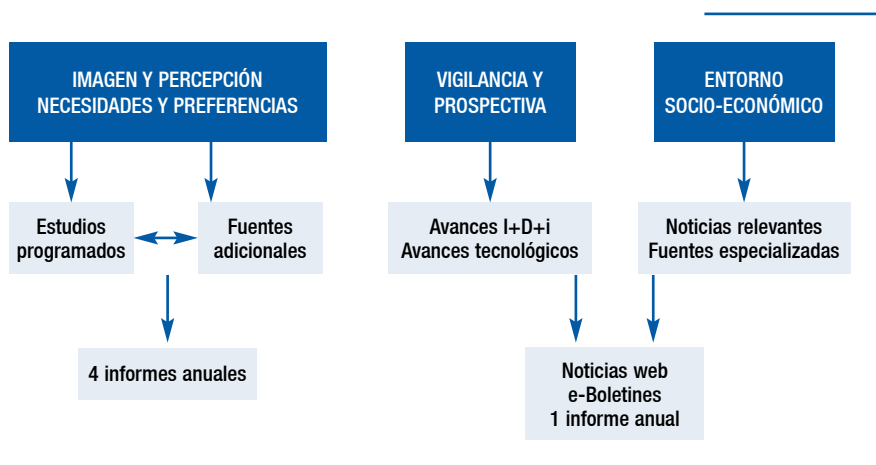 IMAGEN Y PERCEPCIÓN
NECESIDADES Y PREFERENCIAS
VIGILANCIA Y
PROSPECTIVA
ENTORNO
SOCIO-ECONÓMICO
Estudios
programados
Fuentes
adicionales
Avances I+D+i
Avances tecnológicos
Noticias relevantes
Fuentes especializadas
4 informes anuales
Noticias web
e-Boletines
1 informe anual